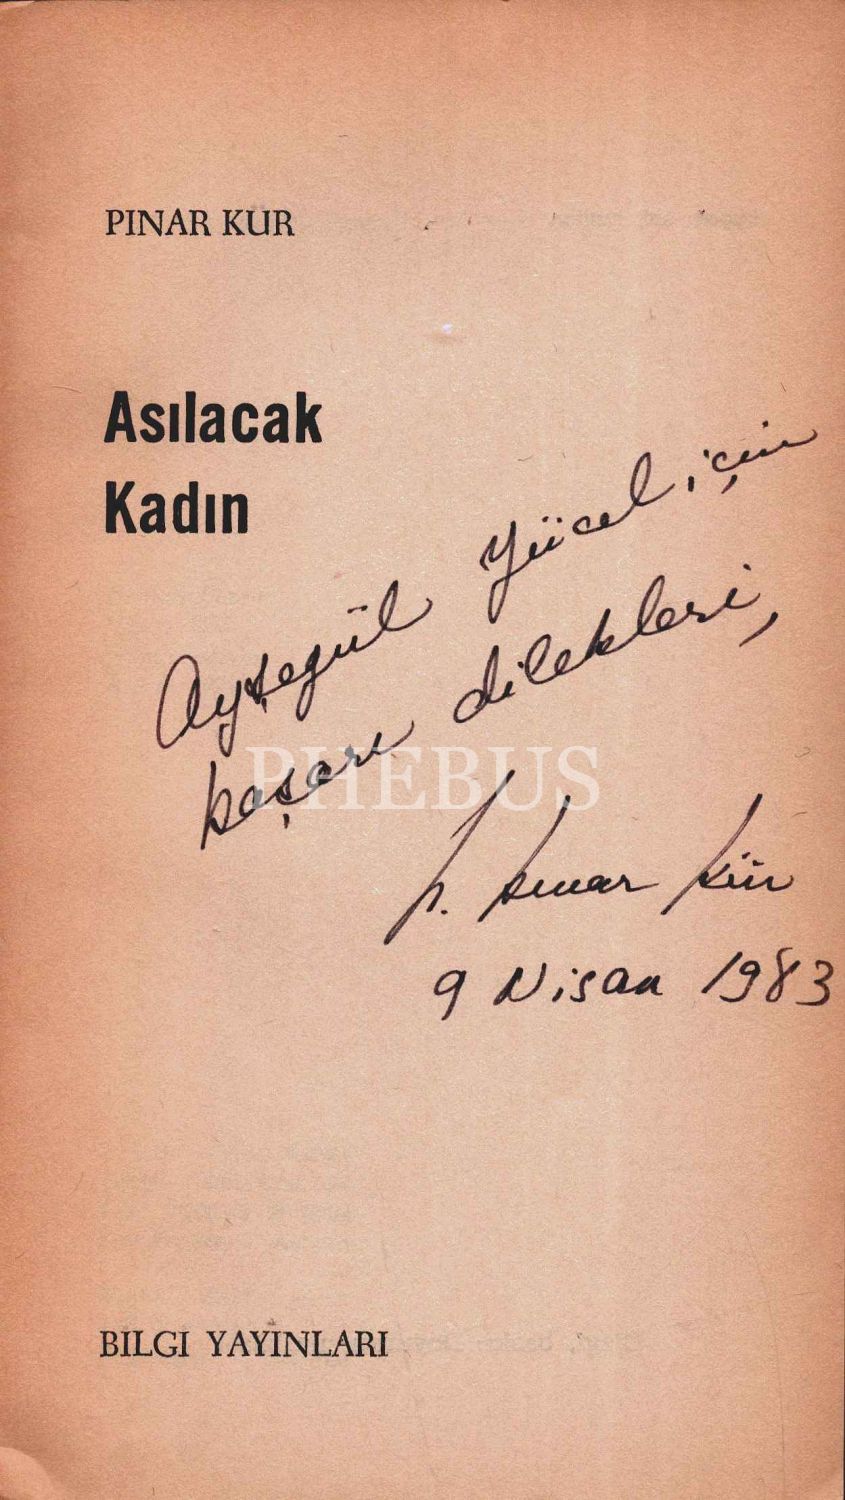 PINAR KUR
Asılacak
Kadın
Ayşegül Yücel için
başarı dilekleri,
PHEBUS
Pınar Kür
9 Nisan 1983
BILGI YAYINLARI